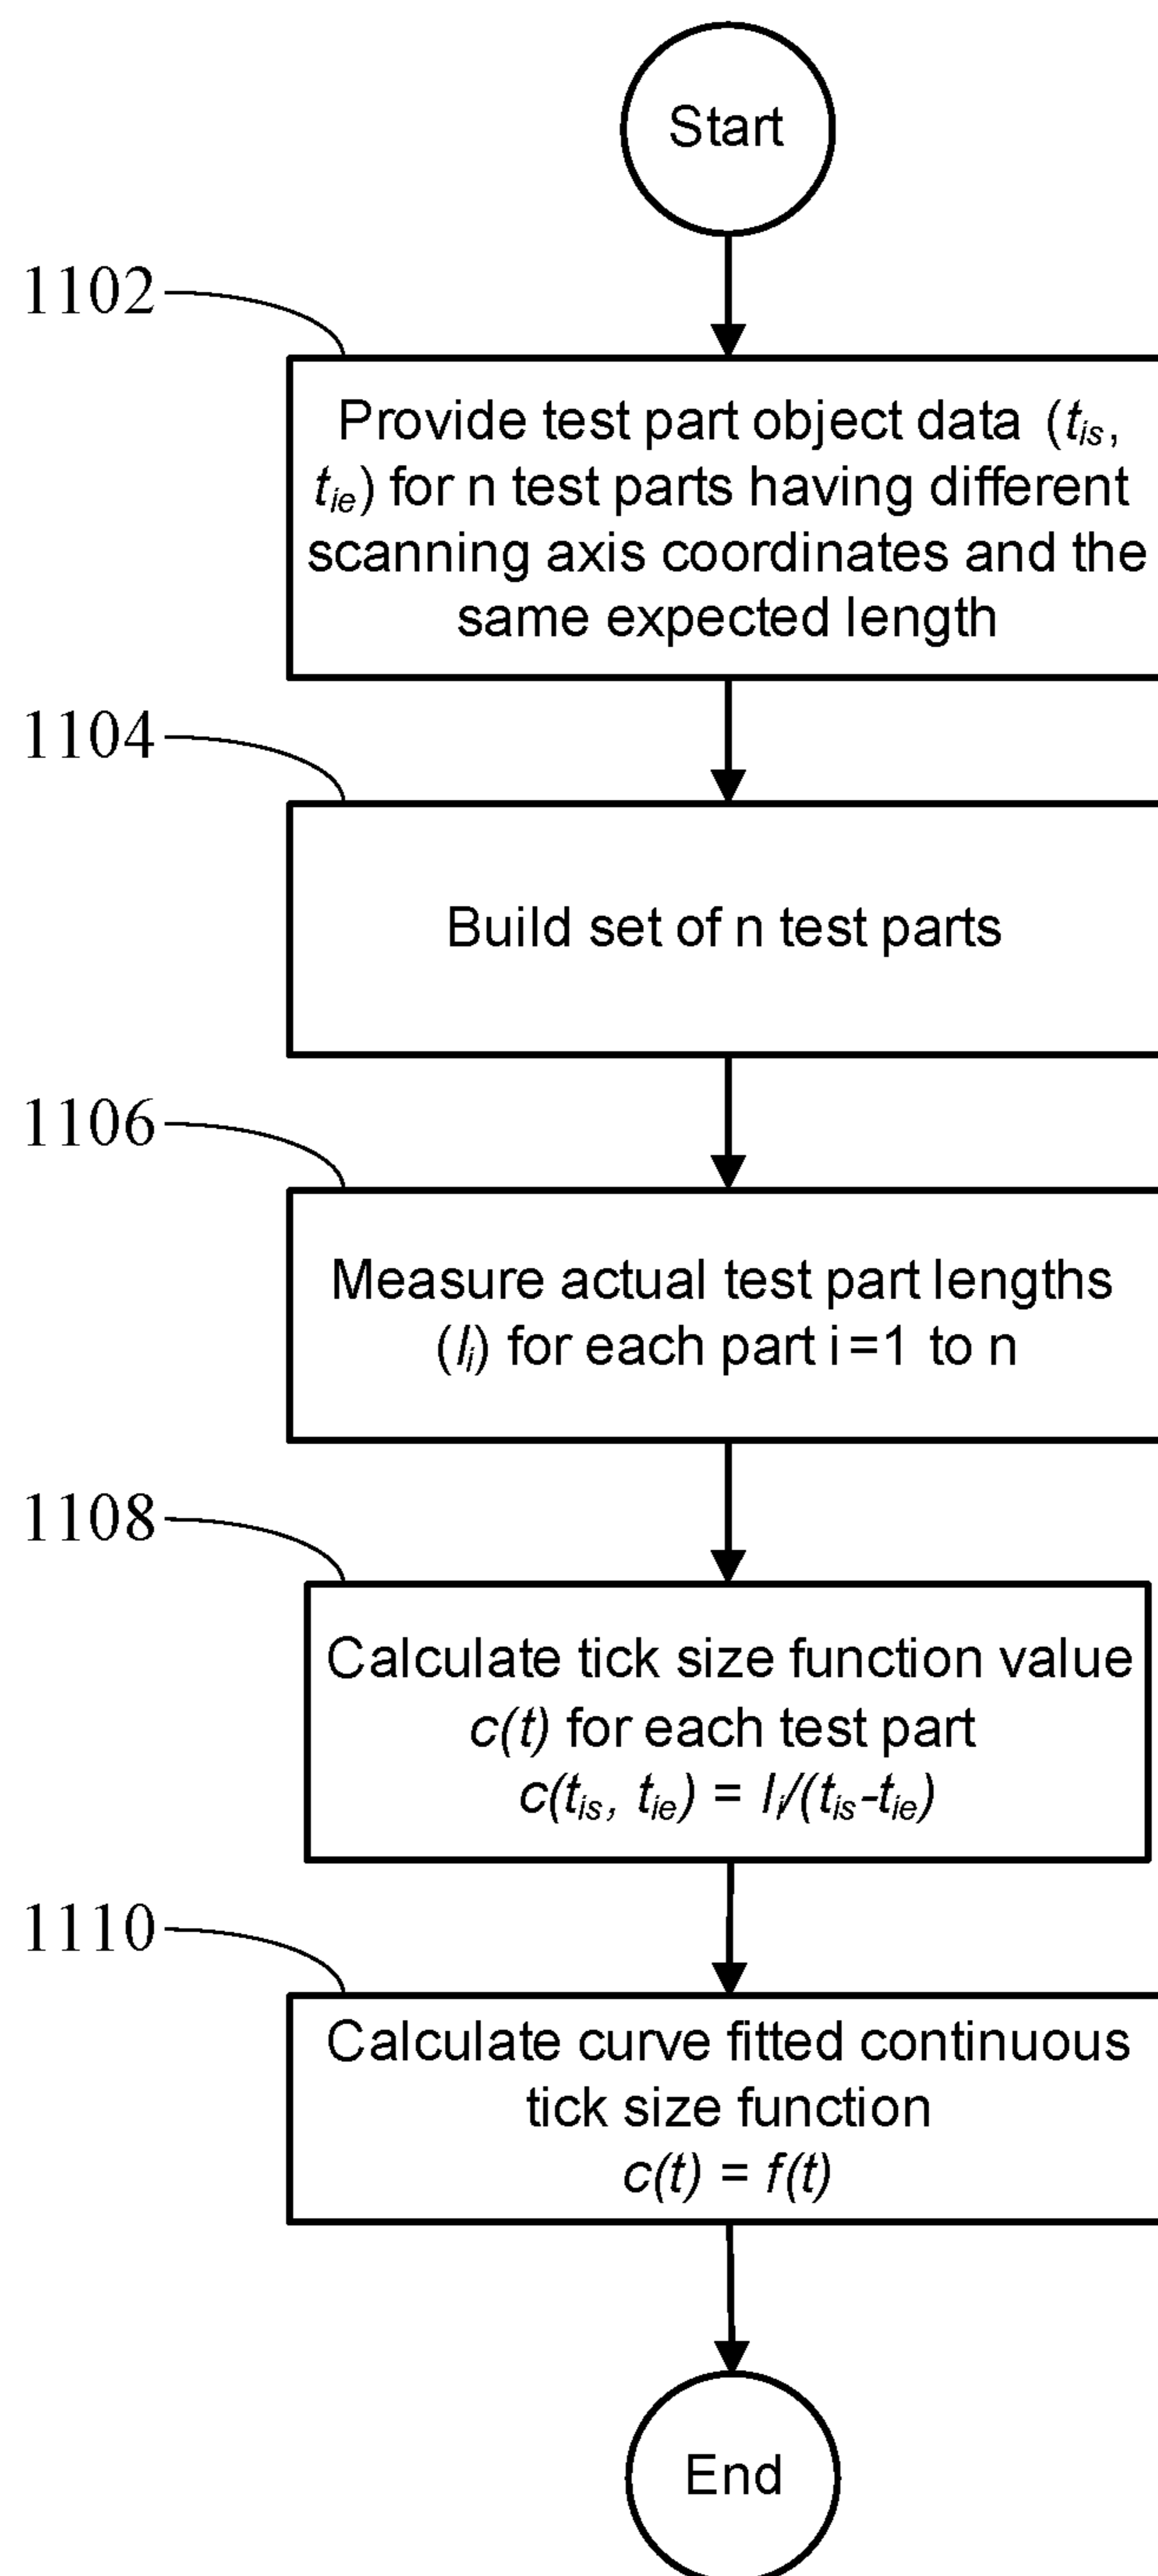 Start
1102
Provide test part object data (tis,
tie) for n test parts having different
scanning axis coordinates and the
same expected length
1104
Build set of n test parts
1106
Measure actual test part lengths
(li) for each part i=1 to n
1108
Calculate tick size function value
c(t) for each test part
c(tis, tie) = li/(tis-tie)
1110
Calculate curve fitted continuous
tick size function
c(t) = f(t)
End